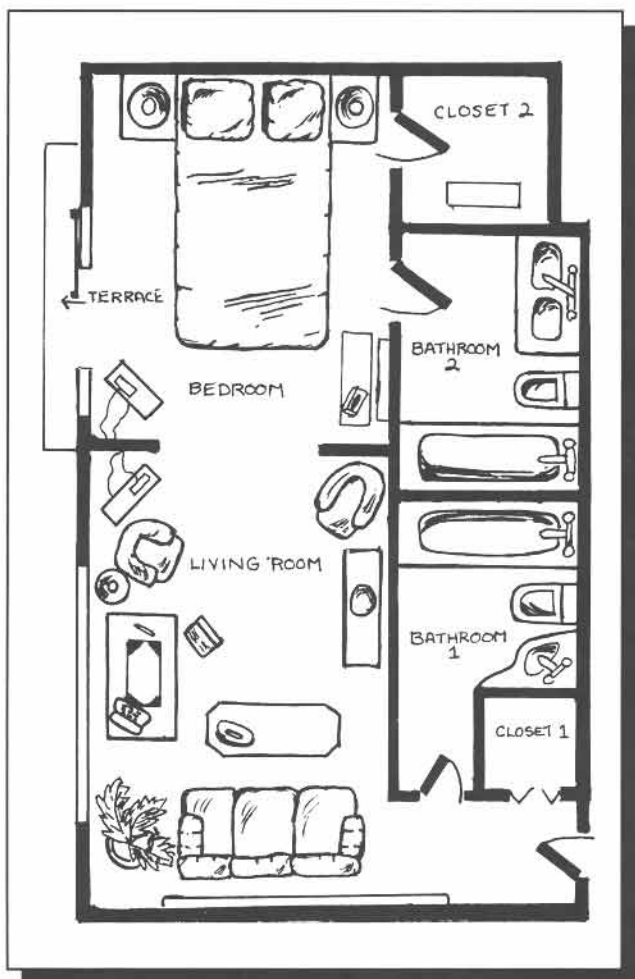 CLOSET 2
TERRACE
BATHROOM
2
BEDROOM
LIVING ROOM
BATHROOM
1
CLOSET 1